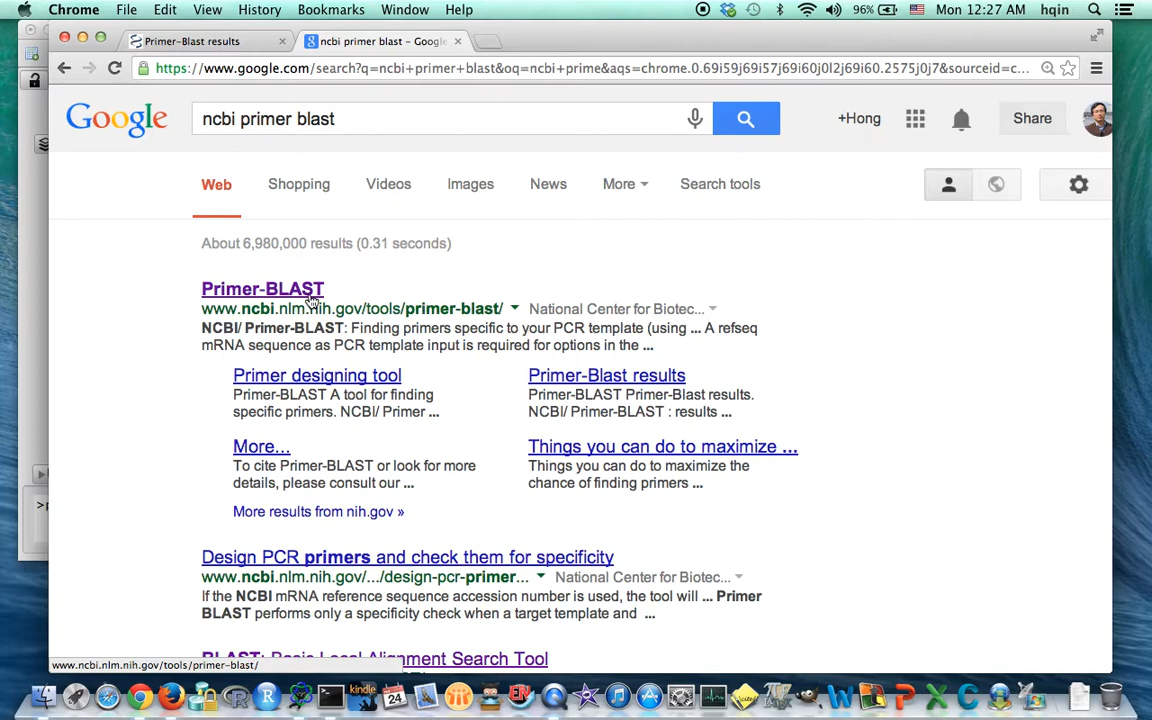 Chrome File Edit View History Bookmarks Window Help 96% Mon 12:27 AM hqin
Primer-Blast results
ncbi primer blast - Google
https://www.google.com/search?q=ncbi+primer+blast&oq=ncbi+prime&aqs=chrome.0.69i59j69i57j69i60j0l2j69i60.2575j0j7&sourceid=c...
Google
ncbi primer blast
+Hong
Share
Web Shopping Videos Images News More Search tools
About 6,980,000 results (0.31 seconds)
Primer-BLAST
www.ncbi.nlm.nih.gov/tools/primer-blast/ National Center for Biotec...
NCBI/ Primer-BLAST: Finding primers specific to your PCR template (using ... A refseq
mRNA sequence as PCR template input is required for options in the ...
Primer designing tool
Primer-BLAST A tool for finding
specific primers. NCBI/ Primer ...
Primer-Blast results
Primer-BLAST Primer-Blast results.
NCBI/ Primer-BLAST : results ...
More...
To cite Primer-BLAST or look for more
details, please consult our ...
Things you can do to maximize ...
Things you can do to maximize the
chance of finding primers ...
More results from nih.gov »
Design PCR primers and check them for specificity
www.ncbi.nlm.nih.gov/.../design-pcr-primer... National Center for Biotec...
If the NCBI mRNA reference sequence accession number is used, the tool will ... Primer
BLAST performs only a specificity check when a target template and ...
BLAST: Basic Local Alignment Search Tool
www.ncbi.nlm.nih.gov/tools/primer-blast/
kindle
24